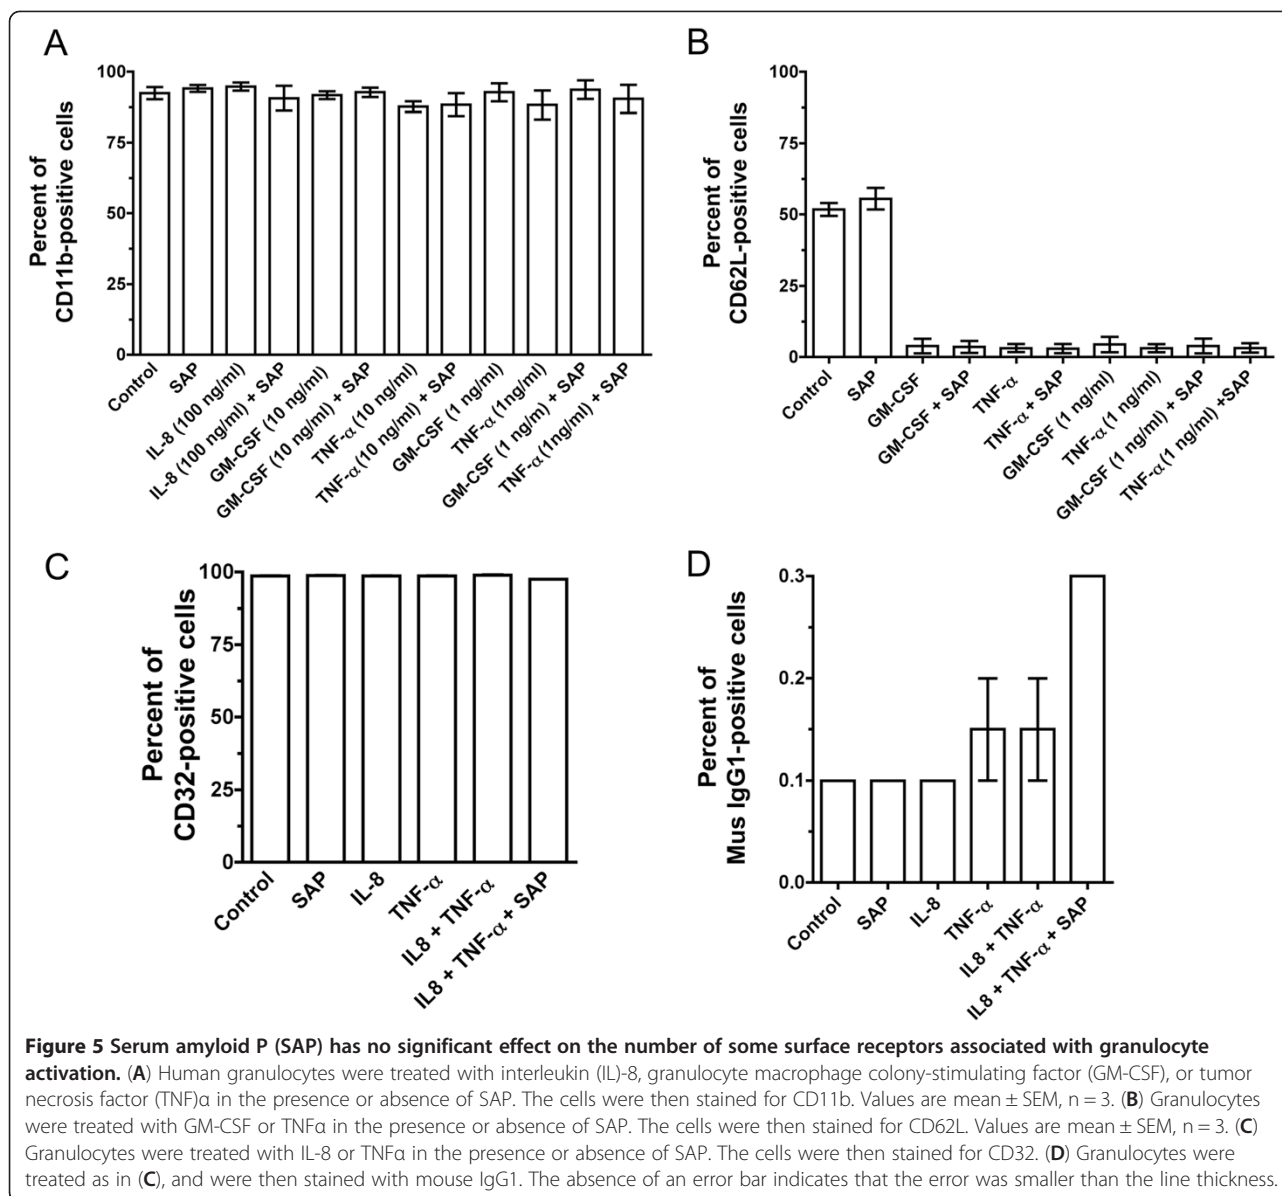 A
Percent of
CD11b-positive cells
100
75
50
25
0
Control
SAP
IL-8 (100 ng/ml)
IL-8 (100 ng/ml) + SAP
GM-CSF (10 ng/ml)
GM-CSF (10 ng/ml) + SAP
TNF-α (10 ng/ml)
TNF-α (10 ng/ml) + SAP
GM-CSF (1 ng/ml)
TNF-α (1ng/ml)
GM-CSF (1 ng/ml) + SAP
TNF-α (1ng/ml) + SAP
B
Percent of
CD62L-positive cells
100
75
50
25
0
Control
SAP
GM-CSF
GM-CSF + SAP
TNF-α
TNF-α + SAP
GM-CSF (1 ng/ml)
TNF-α (1 ng/ml)
GM-CSF (1 ng/ml) + SAP
TNF-α (1 ng/ml) +SAP
C
Percent of
CD32-positive cells
100
75
50
25
0
Control
SAP
IL-8
TNF-α
IL8 + TNF-α
IL8 + TNF-α + SAP
D
Percent of
Mus IgG1-positive cells
0.3
0.2
0.1
0.0
Control
SAP
IL-8
TNF-α
IL8 + TNF-α
IL8 + TNF-α + SAP
Figure 5 Serum amyloid P (SAP) has no significant effect on the number of some surface receptors associated with granulocyte
activation. (A) Human granulocytes were treated with interleukin (IL)-8, granulocyte macrophage colony-stimulating factor (GM-CSF), or tumor
necrosis factor (TNF)α in the presence or absence of SAP. The cells were then stained for CD11b. Values are mean ± SEM, n = 3. (B) Granulocytes
were treated with GM-CSF or TNFα in the presence or absence of SAP. The cells were then stained for CD62L. Values are mean ± SEM, n = 3. (C)
Granulocytes were treated with IL-8 or TNFα in the presence or absence of SAP. The cells were then stained for CD32. (D) Granulocytes were
treated as in (C), and were then stained with mouse IgG1. The absence of an error bar indicates that the error was smaller than the line thickness.